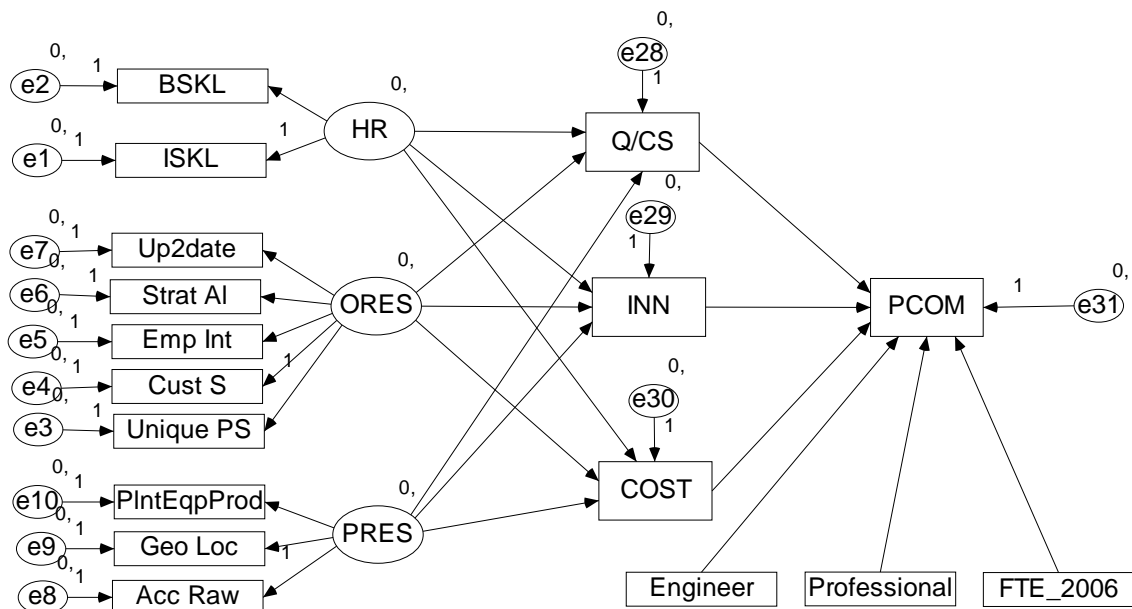 0,
e28
1
0,
e2
1
BSKL
0,
HR
Q/CS
0,
e1
1
ISKL
1
0,
e29
1
0,
e7
1
Up2date
0,
ORES
INN
PCOM
1
0,
e31
0,
e6
1
Strat AI
0,
e5
1
Emp Int
1
0,
e4
1
Cust S
0,
e30
1
0,
e3
1
Unique PS
COST
0,
e10
1
PlntEqpProd
0,
PRES
0,
e9
1
Geo Loc
1
0,
e8
1
Acc Raw
Engineer
Professional
FTE_2006